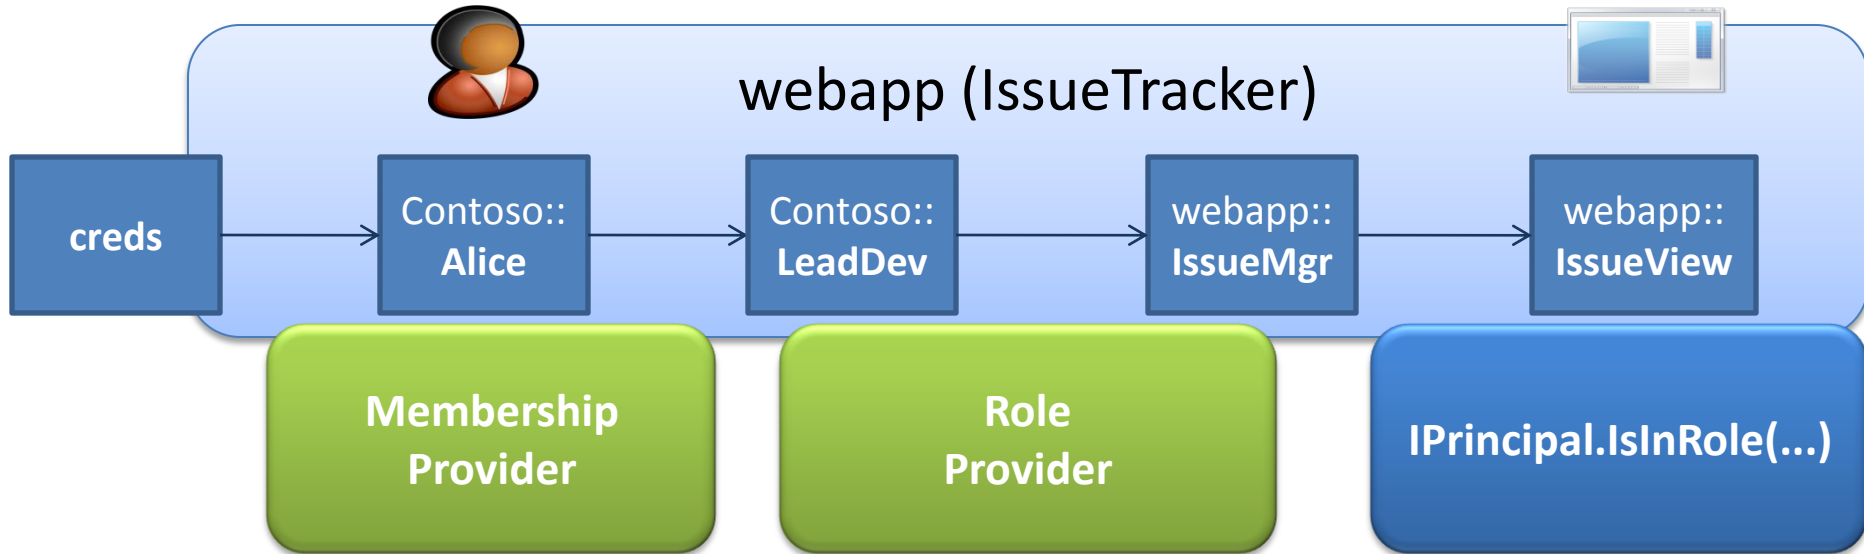 webapp (IssueTracker)
creds
Contoso::
Alice
Contoso::
LeadDev
webapp::
IssueMgr
webapp::
IssueView
Membership
Provider
Role
Provider
IPrincipal.IsInRole(...)